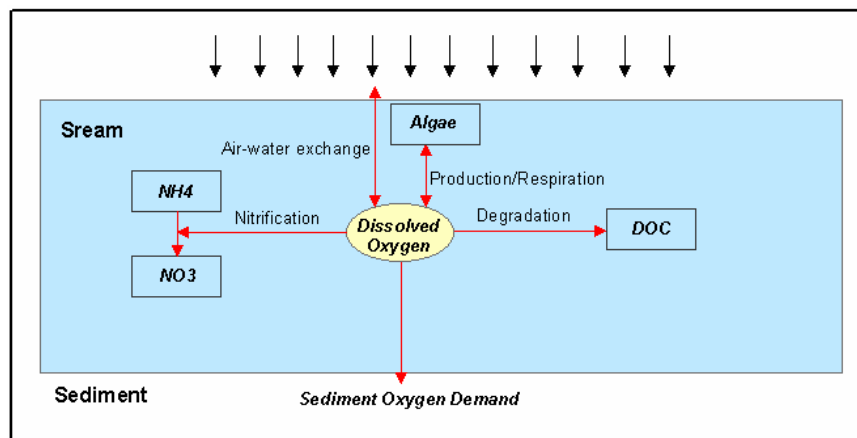 Sream
Algae
Air-water exchange
Production/Respiration
NH4
Nitrification
Dissolved
Oxygen
Degradation
DOC
NO3
Sediment
Sediment Oxygen Demand